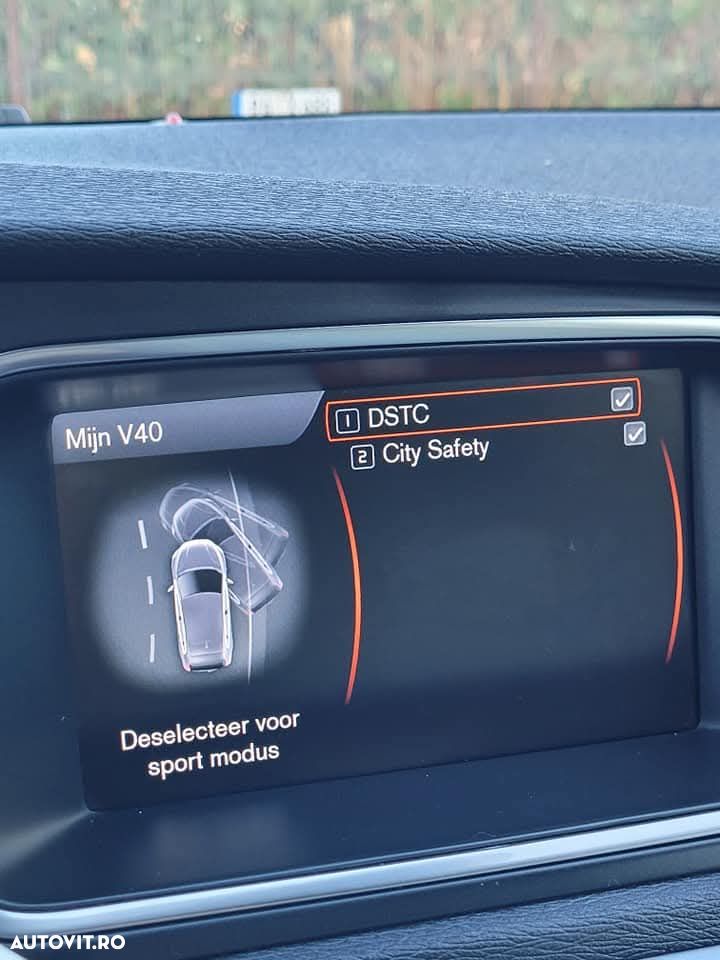 Mijn V40
1 DSTC
2 City Safety
Deselecteer voor
sport modus
AUTOVIT.RO